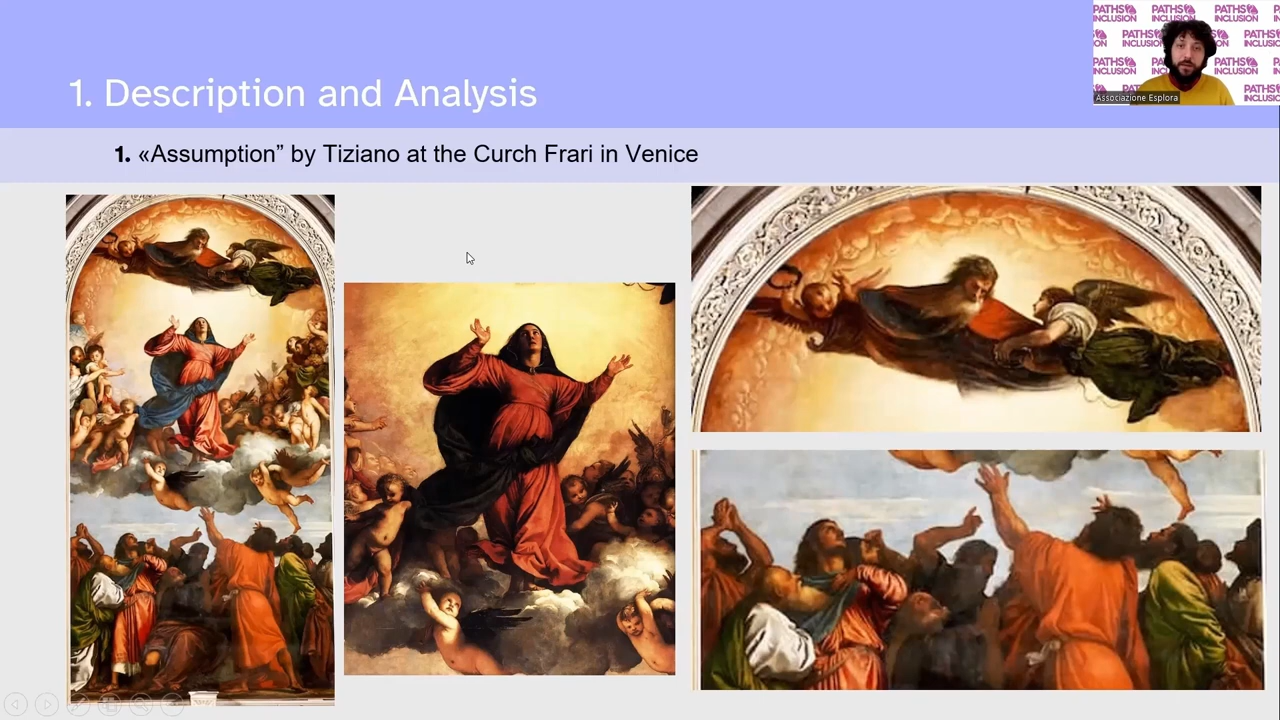 1. Description and Analysis
1. «Assumption” by Tiziano at the Curch Frari in Venice
PATHS INCLUSION
Associazione Esplora